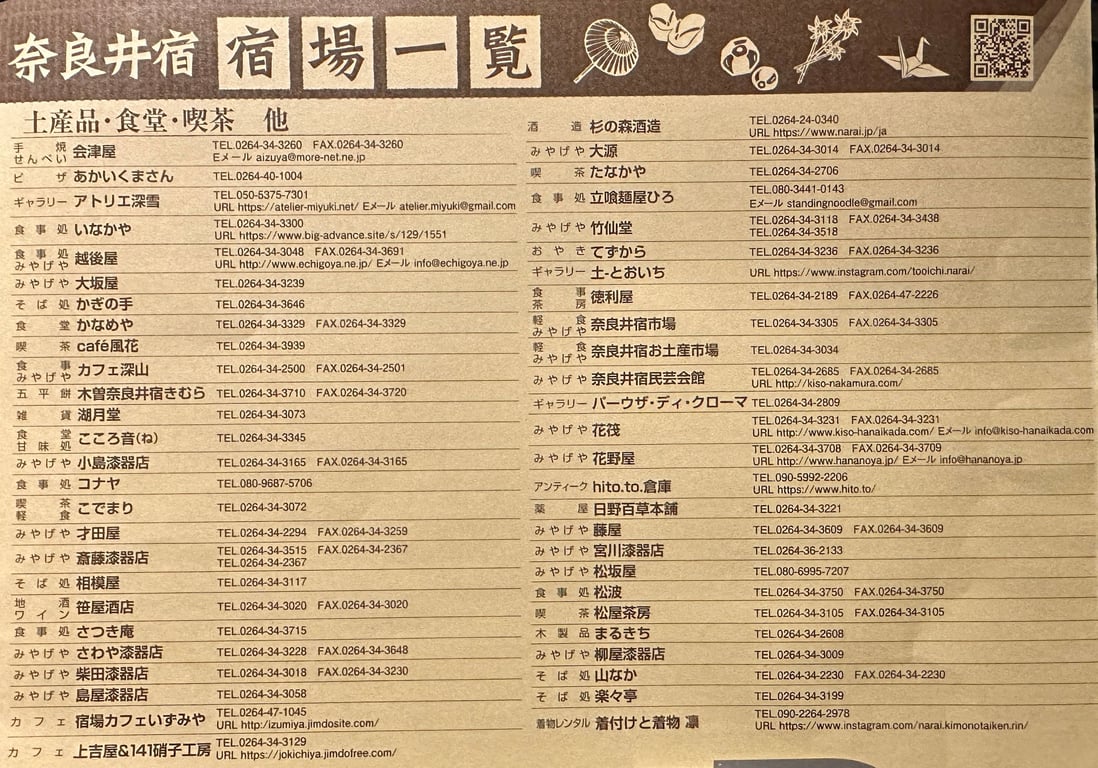 奈良井宿 宿場一覧
土産品・食堂・喫茶 他
手焼せんべい 会津屋 TEL.0264-34-3260 FAX.0264-34-3260
Eメール aizuya@more-net.ne.jp
ピザ あかいくまさん TEL.0264-40-1004
ギャラリー アトリエ深雪 TEL.050-5375-7301
URL https://atelier-miyuki.net/ Eメール atelier.miyuki@gmail.com
食事処 いなかや TEL.0264-34-3300
URL https://www.big-advance.site/s/129/1551
食事処 みやげや 越後屋 TEL.0264-34-3048 FAX.0264-34-3691
URL http://www.echigoya.ne.jp/ Eメール info@echigoya.ne.jp
みやげや 大坂屋 TEL.0264-34-3239
そば処 かぎの手 TEL.0264-34-3646
食堂 かなめや TEL.0264-34-3329 FAX.0264-34-3329
喫茶 café風花 TEL.0264-34-3939
食事 みやげや カフェ深山 TEL.0264-34-2500 FAX.0264-34-2501
五平餅 木曽奈良井宿きむら TEL.0264-34-3710 FAX.0264-34-3720
雑貨 湖月堂 TEL.0264-34-3073
食堂 甘味処 こころ音(ね) TEL.0264-34-3345
みやげや 小島漆器店 TEL.0264-34-3165 FAX.0264-34-3165
食事処 コナヤ TEL.080-9687-5706
喫茶 軽食 こでまり TEL.0264-34-3072
みやげや 才田屋 TEL.0264-34-2294 FAX.0264-34-3259
みやげや 斎藤漆器店 TEL.0264-34-3515 FAX.0264-34-2367
TEL.0264-34-2367
そば処 相模屋 TEL.0264-34-3117
地酒 ワイン 笹屋酒店 TEL.0264-34-3020 FAX.0264-34-3020
食事処 さつき庵 TEL.0264-34-3715
みやげや さわや漆器店 TEL.0264-34-3228 FAX.0264-34-3648
みやげや 柴田漆器店 TEL.0264-34-3018 FAX.0264-34-3230
みやげや 島屋漆器店 TEL.0264-34-3058
カフェ 宿場カフェいずみや TEL.0264-47-1045
URL http:/izumiya.jimdosite.com/
カフェ 上吉屋&141硝子工房 TEL.0264-34-3129
URL https://jokichiya.jimdofree.com/
酒造 杉の森酒造 TEL.0264-24-0340
URL https://www.narai.jp/ja
みやげや 大源 TEL.0264-34-3014 FAX.0264-34-3014
喫茶 たなかや TEL.0264-34-2706
食事処 立喰麺屋ひろ TEL.080-3441-0143
Eメール standingnoodle@gmail.com
みやげや 竹仙堂 TEL.0264-34-3118 FAX.0264-34-3438
TEL.0264-34-3518
おやき てずから TEL.0264-34-3236 FAX.0264-34-3236
ギャラリー 土-とおいち URL https://www.instagram.com/tooichi.narai/
食事 茶房 徳利屋 TEL.0264-34-2189 FAX.0264-47-2226
軽食 みやげや 奈良井宿市場 TEL.0264-34-3305 FAX.0264-34-3305
軽食 みやげや 奈良井宿お土産市場 TEL.0264-34-3034
みやげや 奈良井宿民芸会館 TEL.0264-34-2685 FAX.0264-34-2685
URL http://kiso-nakamura.com/
ギャラリー パーウザ・ディ・クローマ TEL.0264-34-2809
みやげや 花筏 TEL.0264-34-3231 FAX.0264-34-3231
URL http://www.kiso-hanaikada.com/ Eメール info@kiso-hanaikada.com
みやげや 花野屋 TEL.0264-34-3708 FAX.0264-34-3709
URL http://www.hananoya.jp/ Eメール info@hananoya.jp
アンティーク hito.to.倉庫 TEL.090-5992-2206
URL https://www.hito.to/
薬屋 日野百草本舗 TEL.0264-34-3221
みやげや 藤屋 TEL.0264-34-3609 FAX.0264-34-3609
みやげや 宮川漆器店 TEL.0264-36-2133
みやげや 松坂屋 TEL.080-6995-7207
食事処 松波 TEL.0264-34-3750 FAX.0264-34-3750
喫茶 松屋茶房 TEL.0264-34-3105 FAX.0264-34-3105
木製品 まるきち TEL.0264-34-2608
みやげや 柳屋漆器店 TEL.0264-34-3009
そば処 山なか TEL.0264-34-2230 FAX.0264-34-2230
そば処 楽々亭 TEL.0264-34-3199
着物レンタル 着付けと着物 凛 TEL.090-2264-2978
URL https://www.instagram.com/narai.kimonotaiken.rin/